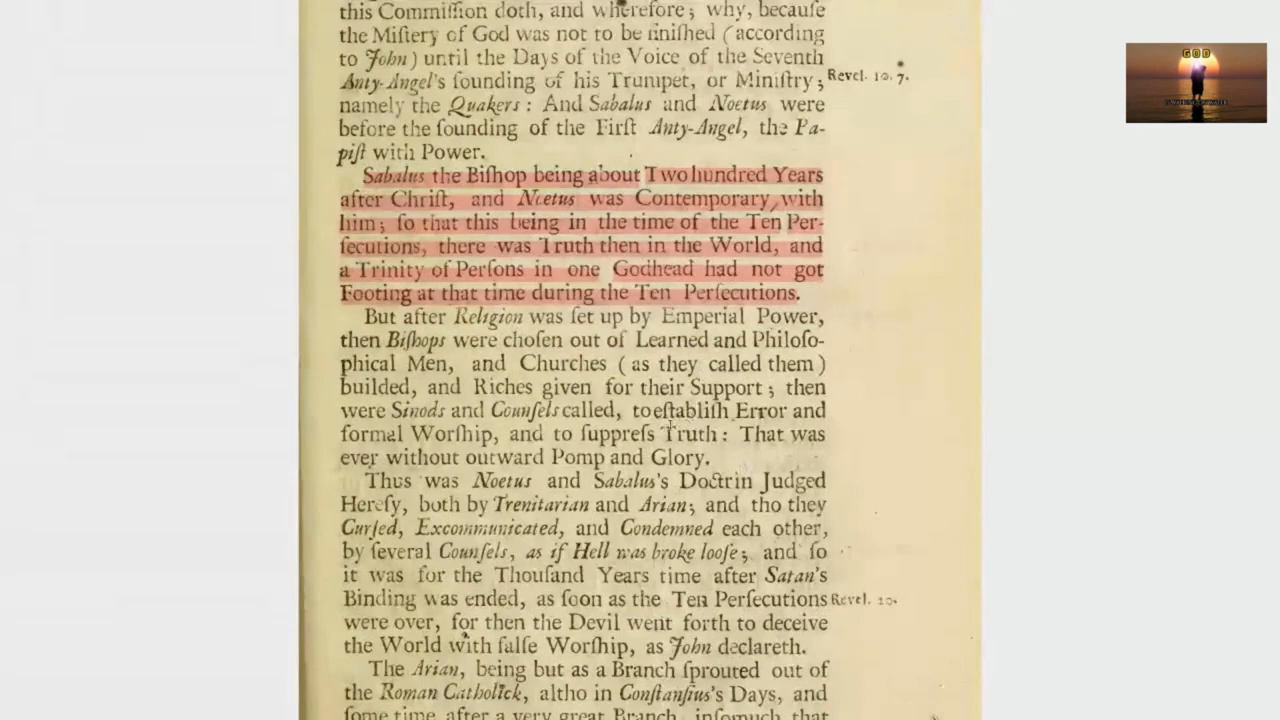 this Commiſſion doth, and wherefore; why, becauſe
the Miſtery of God was not to be finiſhed (according
to John) until the Days of the Voice of the Seventh
Anty-Angel's ſounding of his Trumpet, or Miniſtry;
Revel. 10. 7.
namely the Quakers: And Sabalus and Noetus were
before the ſounding of the Firſt Anty-Angel, the Pa-
piſt with Power.
Sabalus the Biſhop being about Two hundred Years
after Chriſt, and Noetus was Contemporary with
him; ſo that this being in the time of the Ten Per-
ſecutions, there was Truth then in the World, and
a Trinity of Perſons in one Godhead had not got
Footing at that time during the Ten Perſecutions.
But after Religion was ſet up by Emperial Power,
then Biſhops were choſen out of Learned and Philoſo-
phical Men, and Churches (as they called them)
builded, and Riches given for their Support; then
were Sinods and Counſels called, to eſtabliſh Error and
formal Worſhip, and to ſuppreſs Truth: That was
ever without outward Pomp and Glory.
Thus was Noetus and Sabalus's Doctrin Judged
Hereſy, both by Trenitarian and Arian; and tho they
Curſed, Excommunicated, and Condemned each other,
by ſeveral Counſels, as if Hell was broke looſe; and ſo
it was for the Thouſand Years time after Satan's
Binding was ended, as ſoon as the Ten Perſecutions
Revel. 20.
were over, for then the Devil went forth to deceive
the World with falſe Worſhip, as John declareth.
The Arian, being but as a Branch ſprouted out of
the Roman Catholick, altho in Conſtanſius's Days, and
ſome time after a very great Branch, inſomuch that
GOD